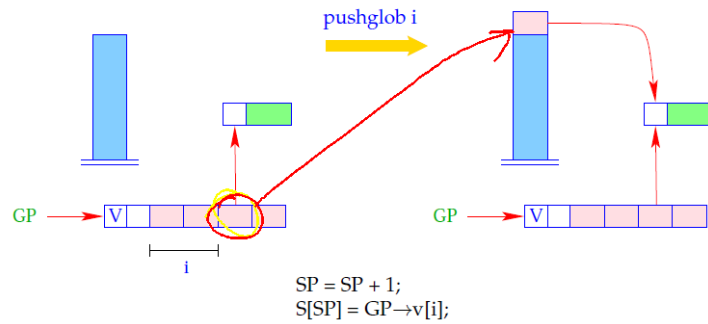 pushglob i
GP V
i
GP V
SP = SP + 1;
S[SP] = GP→v[i];